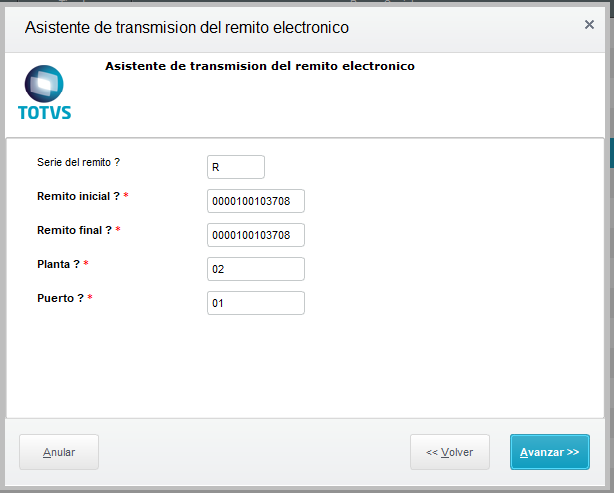 Asistente de transmision del remito electronico
×
Asistente de transmision del remito electronico
TOTVS
Serie del remito ? R
Remito inicial ? * 0000100103708
Remito final ? * 0000100103708
Planta ? * 02
Puerto ? * 01
Anular << Volver Avanzar >>